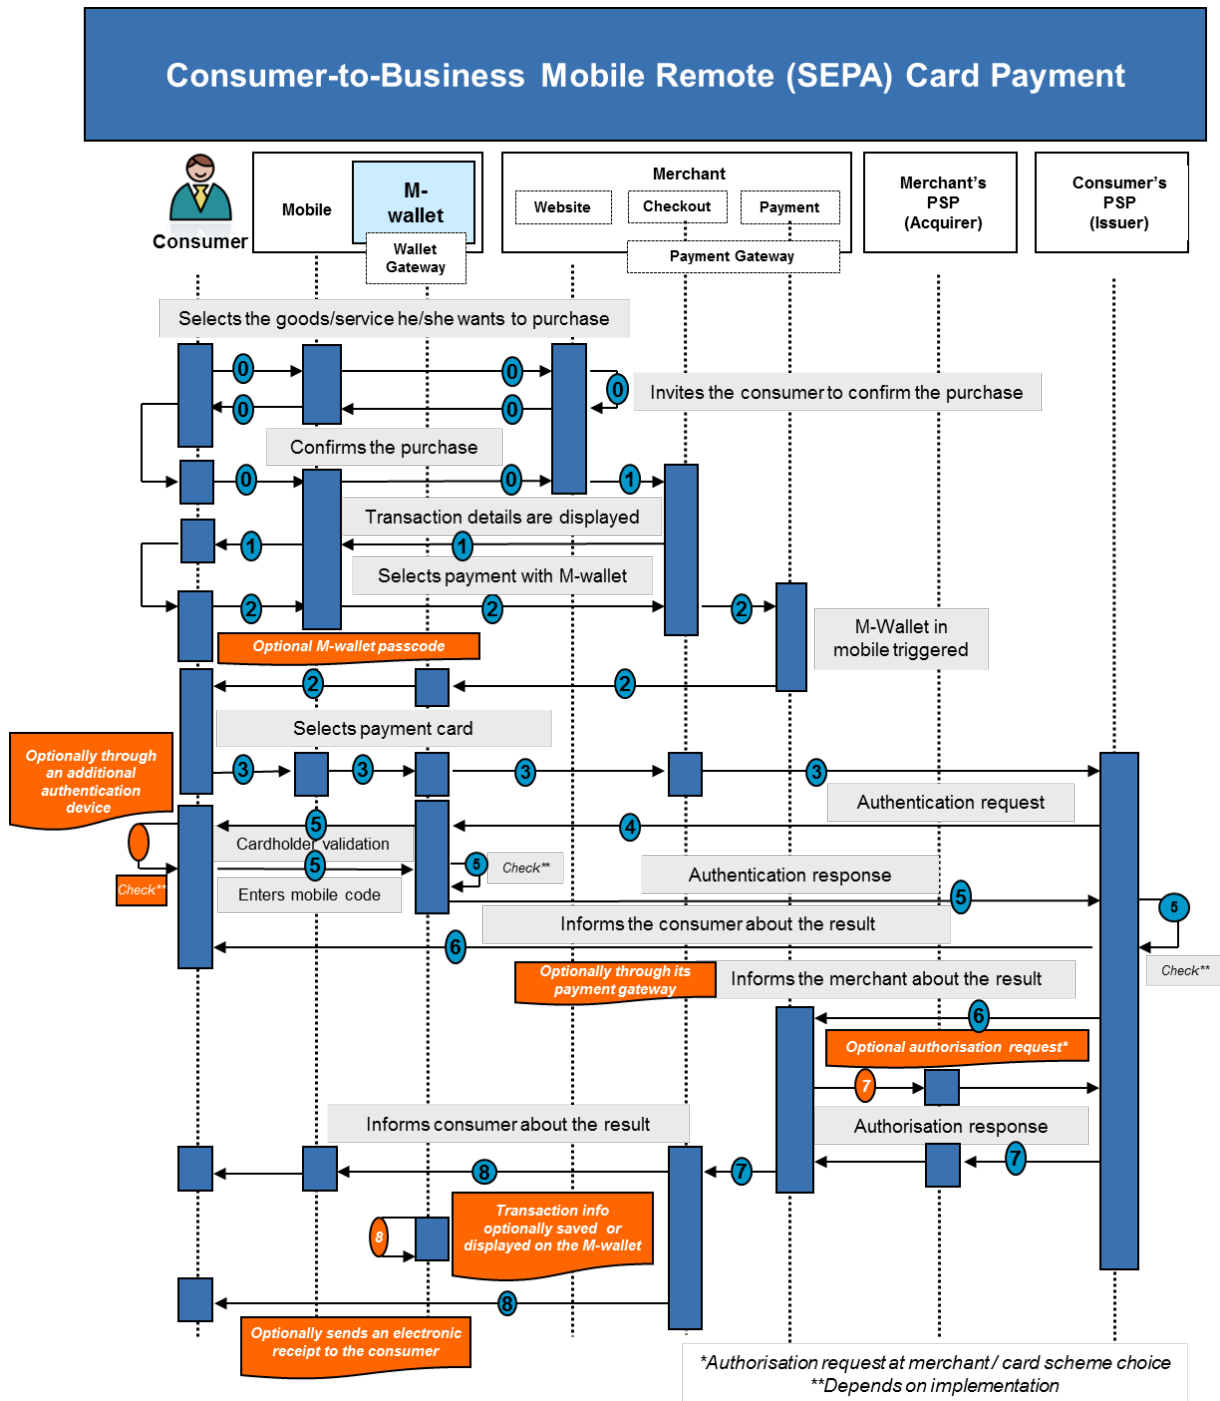 Consumer-to-Business Mobile Remote (SEPA) Card Payment
Consumer
Mobile
M-
wallet
Wallet
Gateway
Merchant
Website
Checkout
Payment
Payment Gateway
Merchant's
PSP
(Acquirer)
Consumer's
PSP
(Issuer)
Selects the goods/service he/she wants to purchase
0
0
0
Invites the consumer to confirm the purchase
0
0
Confirms the purchase
0
0
1
Transaction details are displayed
1
1
Selects payment with M-wallet
2
2
2
M-Wallet in
mobile triggered
Optional M-wallet passcode
2
2
Selects payment card
Optionally through
an additional
authentication
device
3
3
3
3
Authentication request
5
4
Cardholder validation
5
5
Check**
Check**
Enters mobile code
Authentication response
5
5
Informs the consumer about the result
6
Check**
Optionally through its
payment gateway
Informs the merchant about the result
6
Optional authorisation request*
7
Informs consumer about the result
Authorisation response
8
7
7
8
Transaction info
optionally saved or
displayed on the M-wallet
8
Optionally sends an electronic
receipt to the consumer
*Authorisation request at merchant / card scheme choice
**Depends on implementation